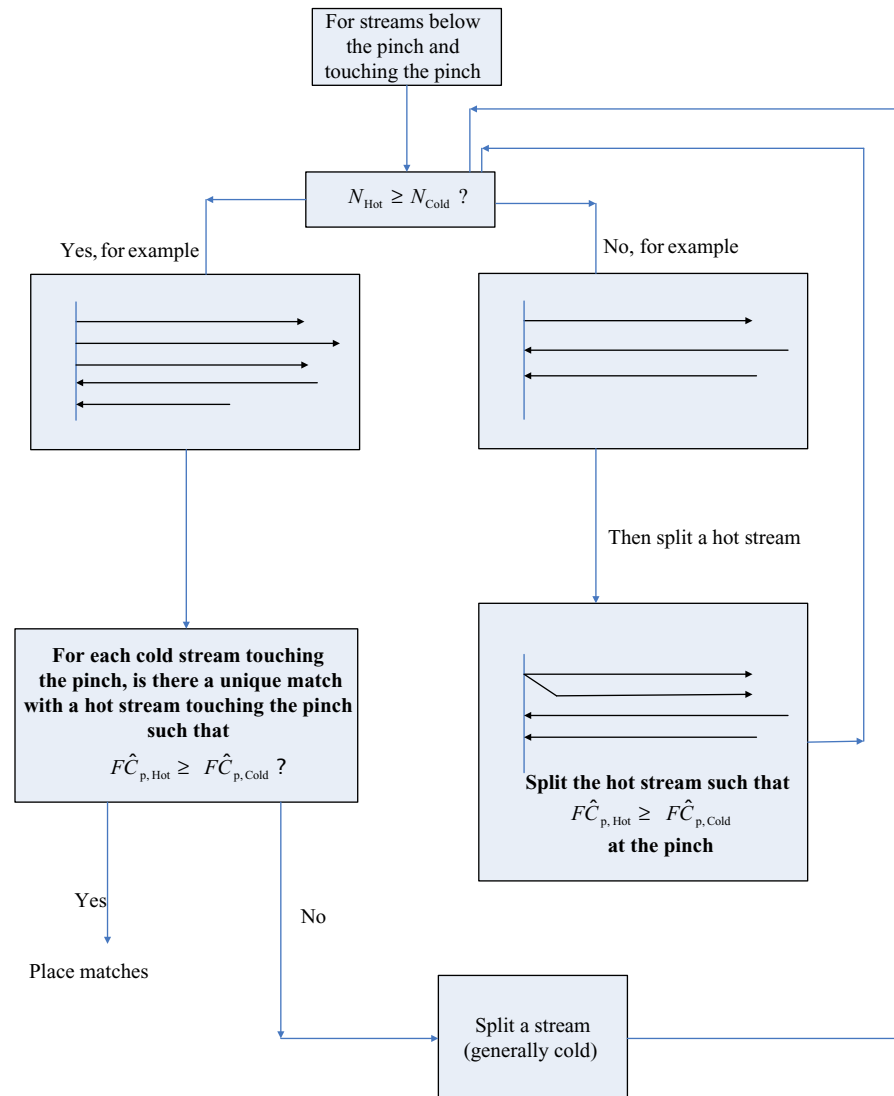 For streams below
the pinch and
touching the pinch
N_Hot ≥ N_Cold ?
Yes, for example
No, for example
Then split a hot stream
For each cold stream touching
the pinch, is there a unique match
with a hot stream touching the pinch
such that
FĈ_p, Hot ≥ FĈ_p, Cold ?
Split the hot stream such that
FĈ_p, Hot ≥ FĈ_p, Cold
at the pinch
Yes
No
Place matches
Split a stream
(generally cold)